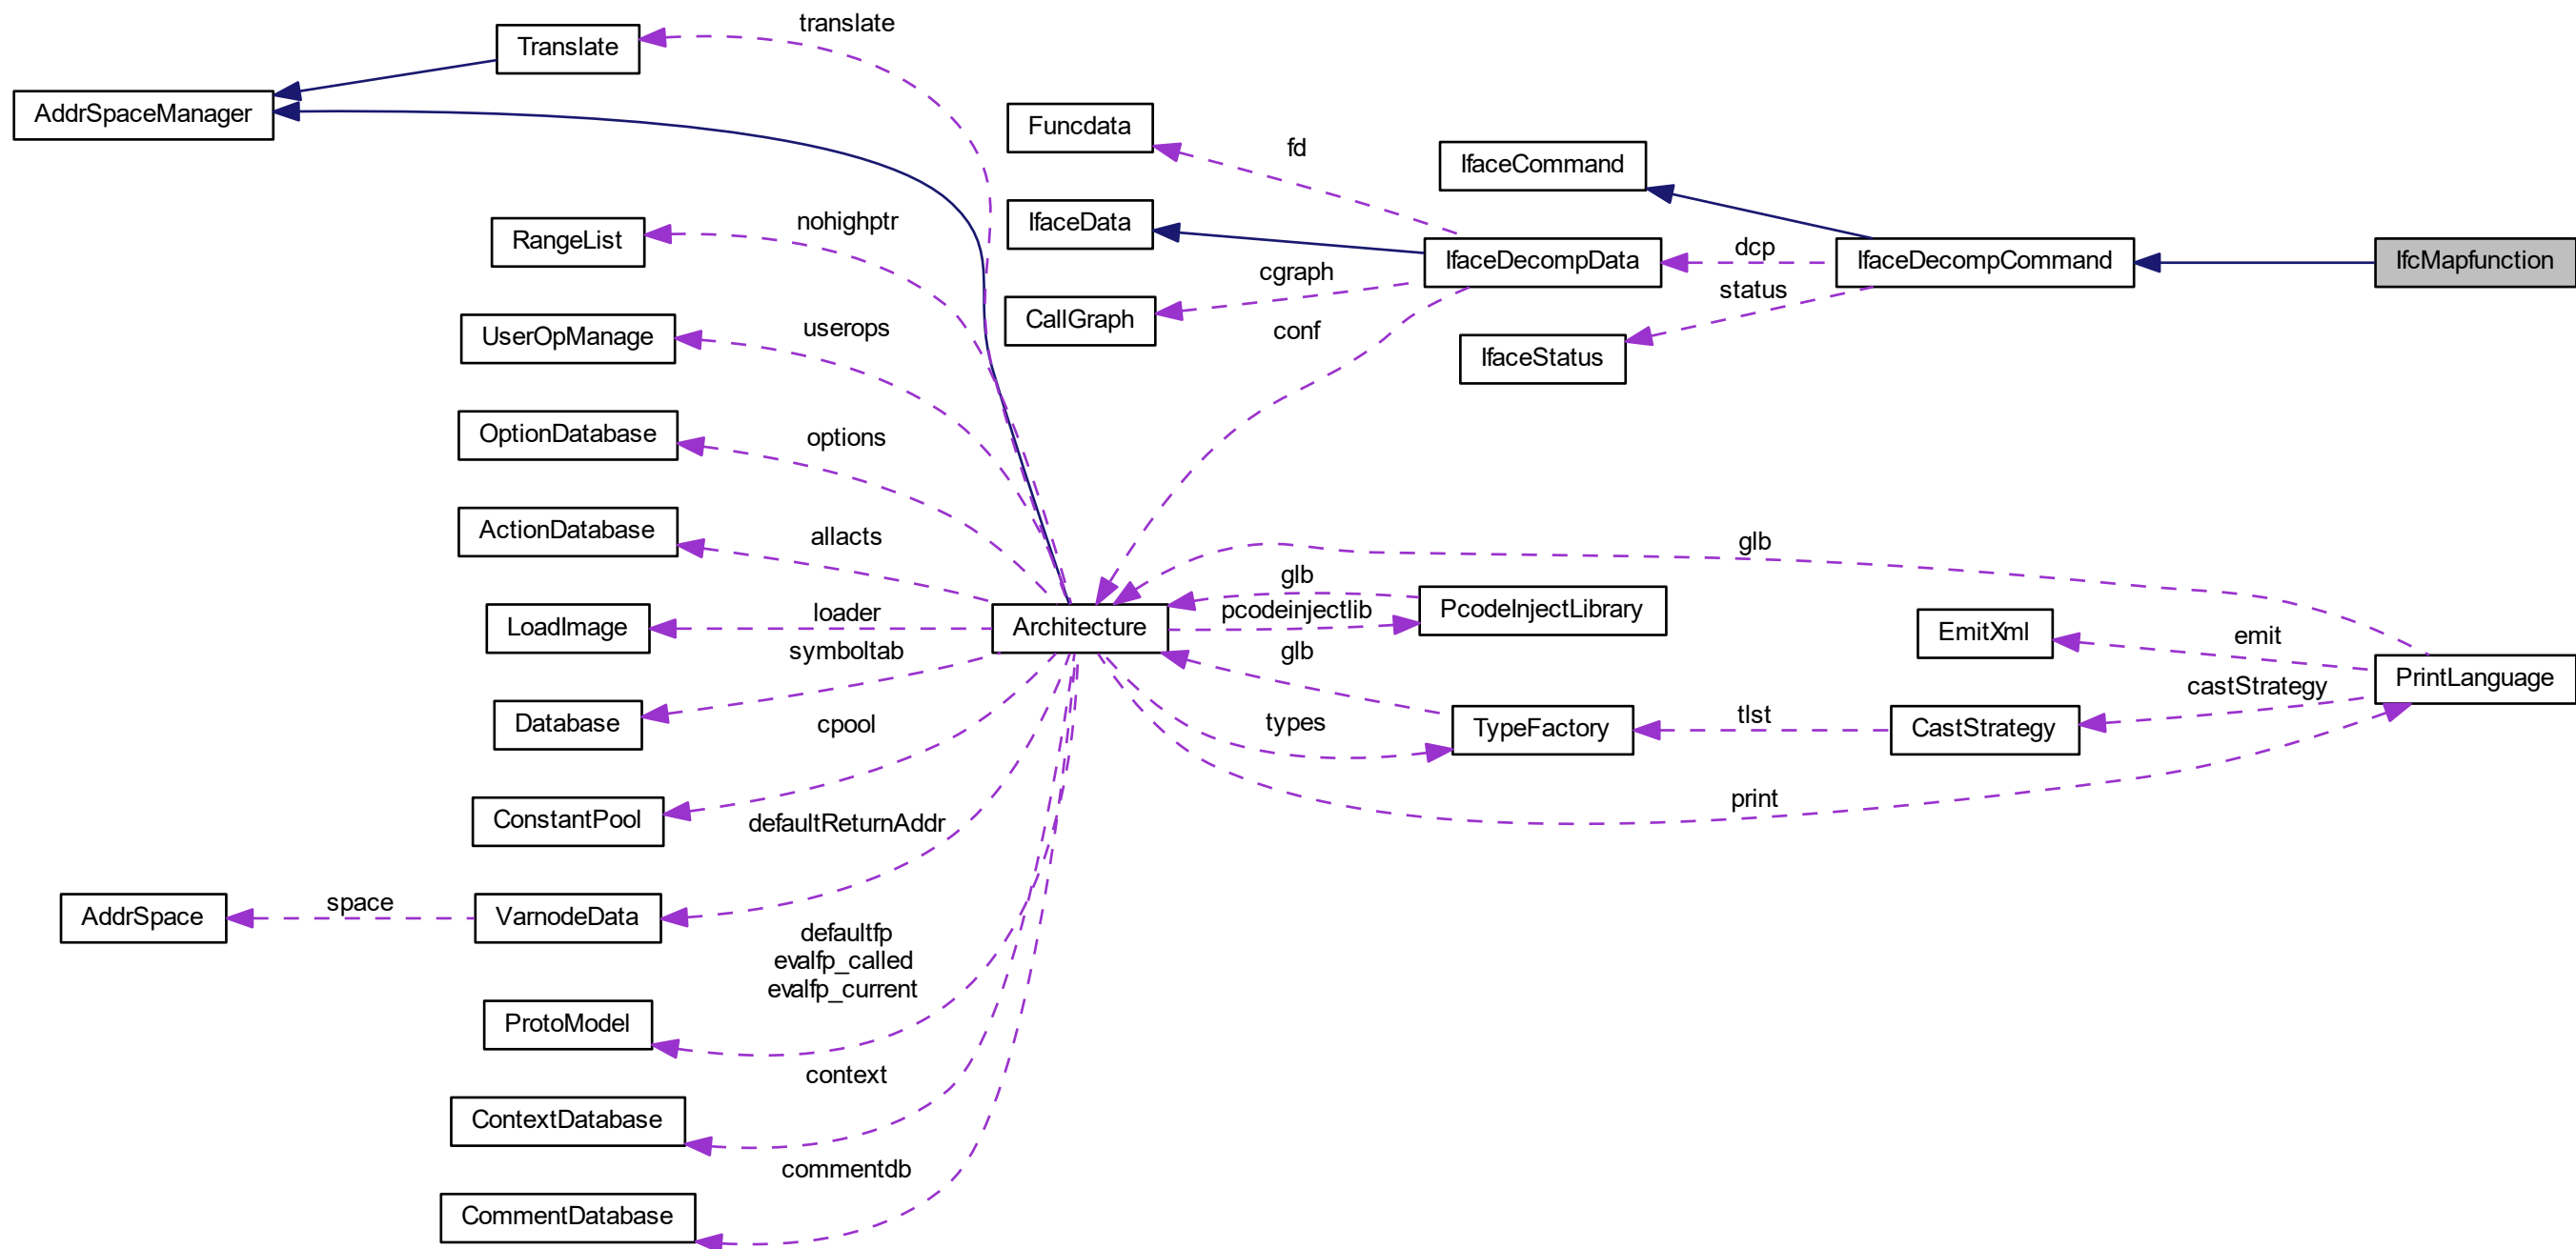 translate
Translate
AddrSpaceManager
Funcdata
fd
IfaceCommand
nohighptr
RangeList
IfaceData
IfaceDecompData
dcp
IfaceDecompCommand
IfcMapfunction
cgraph
status
CallGraph
conf
userops
UserOpManage
IfaceStatus
options
OptionDatabase
allacts
ActionDatabase
glb
glb
loader
LoadImage
Architecture
pcodeinjectlib
PcodeInjectLibrary
EmitXml
emit
symboltab
glb
PrintLanguage
castStrategy
Database
cpool
types
TypeFactory
tlst
CastStrategy
print
ConstantPool
defaultReturnAddr
AddrSpace
space
VarnodeData
defaultfp
evalfp_called
evalfp_current
ProtoModel
context
ContextDatabase
commentdb
CommentDatabase